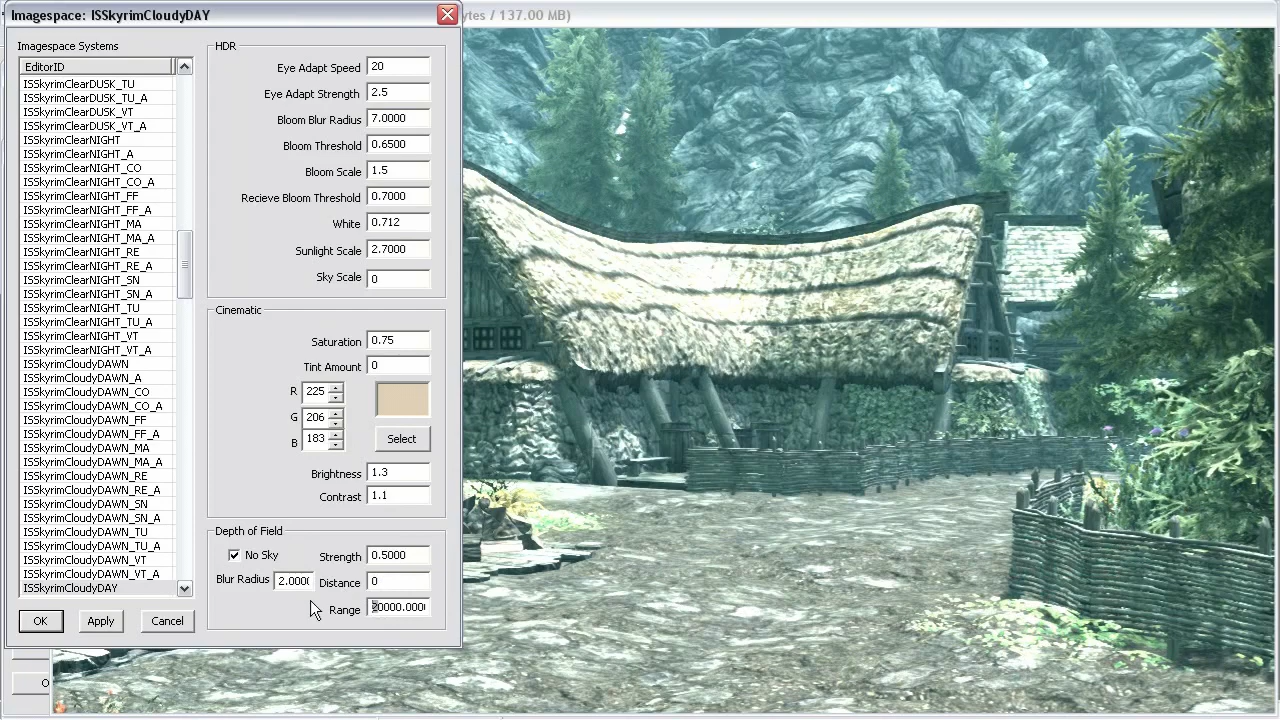 Imagespace: ISSkyrimCloudyDAY
ytes / 137.00 MB)
Imagespace Systems
EditorID
ISSkyrimClearDUSK_TU
ISSkyrimClearDUSK_TU_A
ISSkyrimClearDUSK_VT
ISSkyrimClearDUSK_VT_A
ISSkyrimClearNIGHT
ISSkyrimClearNIGHT_A
ISSkyrimClearNIGHT_CO
ISSkyrimClearNIGHT_CO_A
ISSkyrimClearNIGHT_FF
ISSkyrimClearNIGHT_FF_A
ISSkyrimClearNIGHT_MA
ISSkyrimClearNIGHT_MA_A
ISSkyrimClearNIGHT_RE
ISSkyrimClearNIGHT_RE_A
ISSkyrimClearNIGHT_SN
ISSkyrimClearNIGHT_SN_A
ISSkyrimClearNIGHT_TU
ISSkyrimClearNIGHT_TU_A
ISSkyrimClearNIGHT_VT
ISSkyrimClearNIGHT_VT_A
ISSkyrimCloudyDAWN
ISSkyrimCloudyDAWN_A
ISSkyrimCloudyDAWN_CO
ISSkyrimCloudyDAWN_CO_A
ISSkyrimCloudyDAWN_FF
ISSkyrimCloudyDAWN_FF_A
ISSkyrimCloudyDAWN_MA
ISSkyrimCloudyDAWN_MA_A
ISSkyrimCloudyDAWN_RE
ISSkyrimCloudyDAWN_RE_A
ISSkyrimCloudyDAWN_SN
ISSkyrimCloudyDAWN_SN_A
ISSkyrimCloudyDAWN_TU
ISSkyrimCloudyDAWN_TU_A
ISSkyrimCloudyDAWN_VT
ISSkyrimCloudyDAWN_VT_A
ISSkyrimCloudyDAY
OK Apply Cancel
HDR
Eye Adapt Speed 20
Eye Adapt Strength 2.5
Bloom Blur Radius 7.0000
Bloom Threshold 0.6500
Bloom Scale 1.5
Recieve Bloom Threshold 0.7000
White 0.712
Sunlight Scale 2.7000
Sky Scale 0
Cinematic
Saturation 0.75
Tint Amount 0
R 225
G 206
B 183
Select
Brightness 1.3
Contrast 1.1
Depth of Field
No Sky Strength 0.5000
Blur Radius 2.000( Distance 0
Range 20000.000(
O